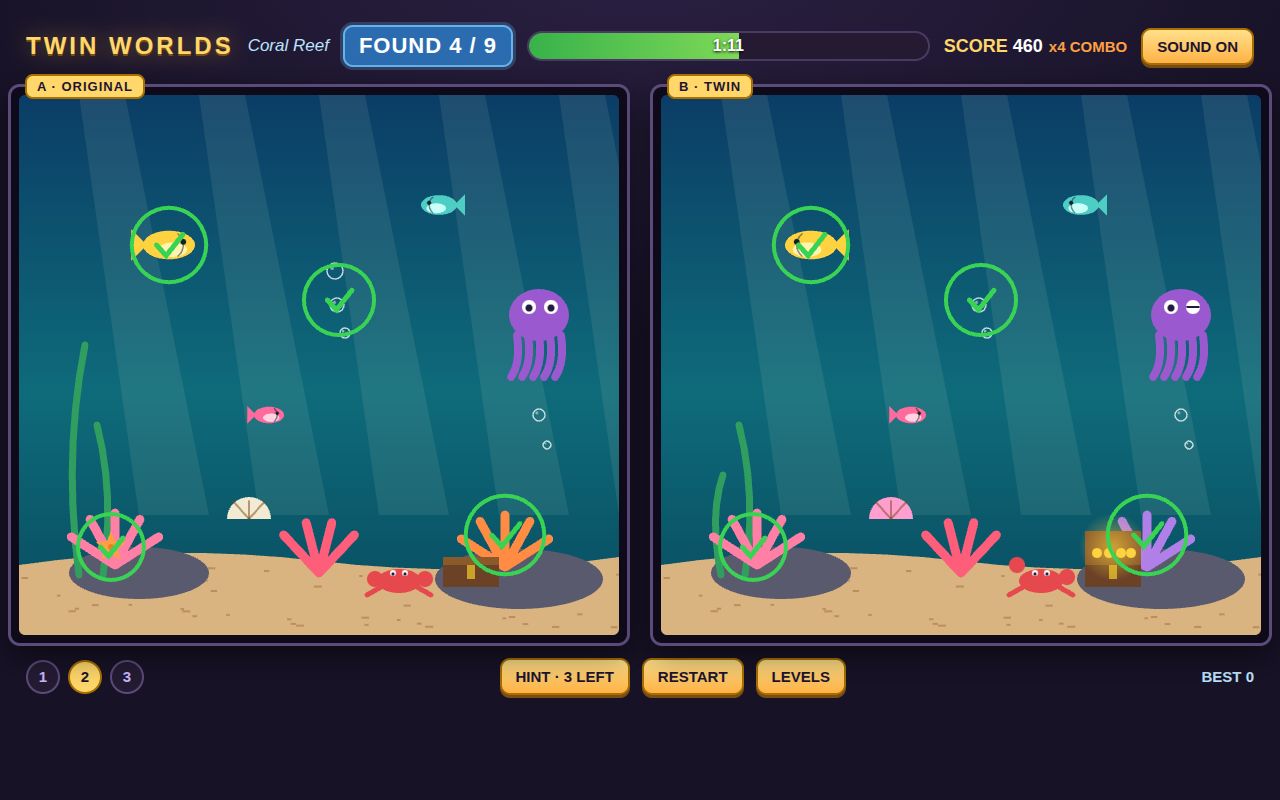 TWIN WORLDS Coral Reef FOUND 4 / 9 1:11 SCORE 460 x4 COMBO SOUND ON
A · ORIGINAL B · TWIN
1 2 3 HINT · 3 LEFT RESTART LEVELS BEST 0